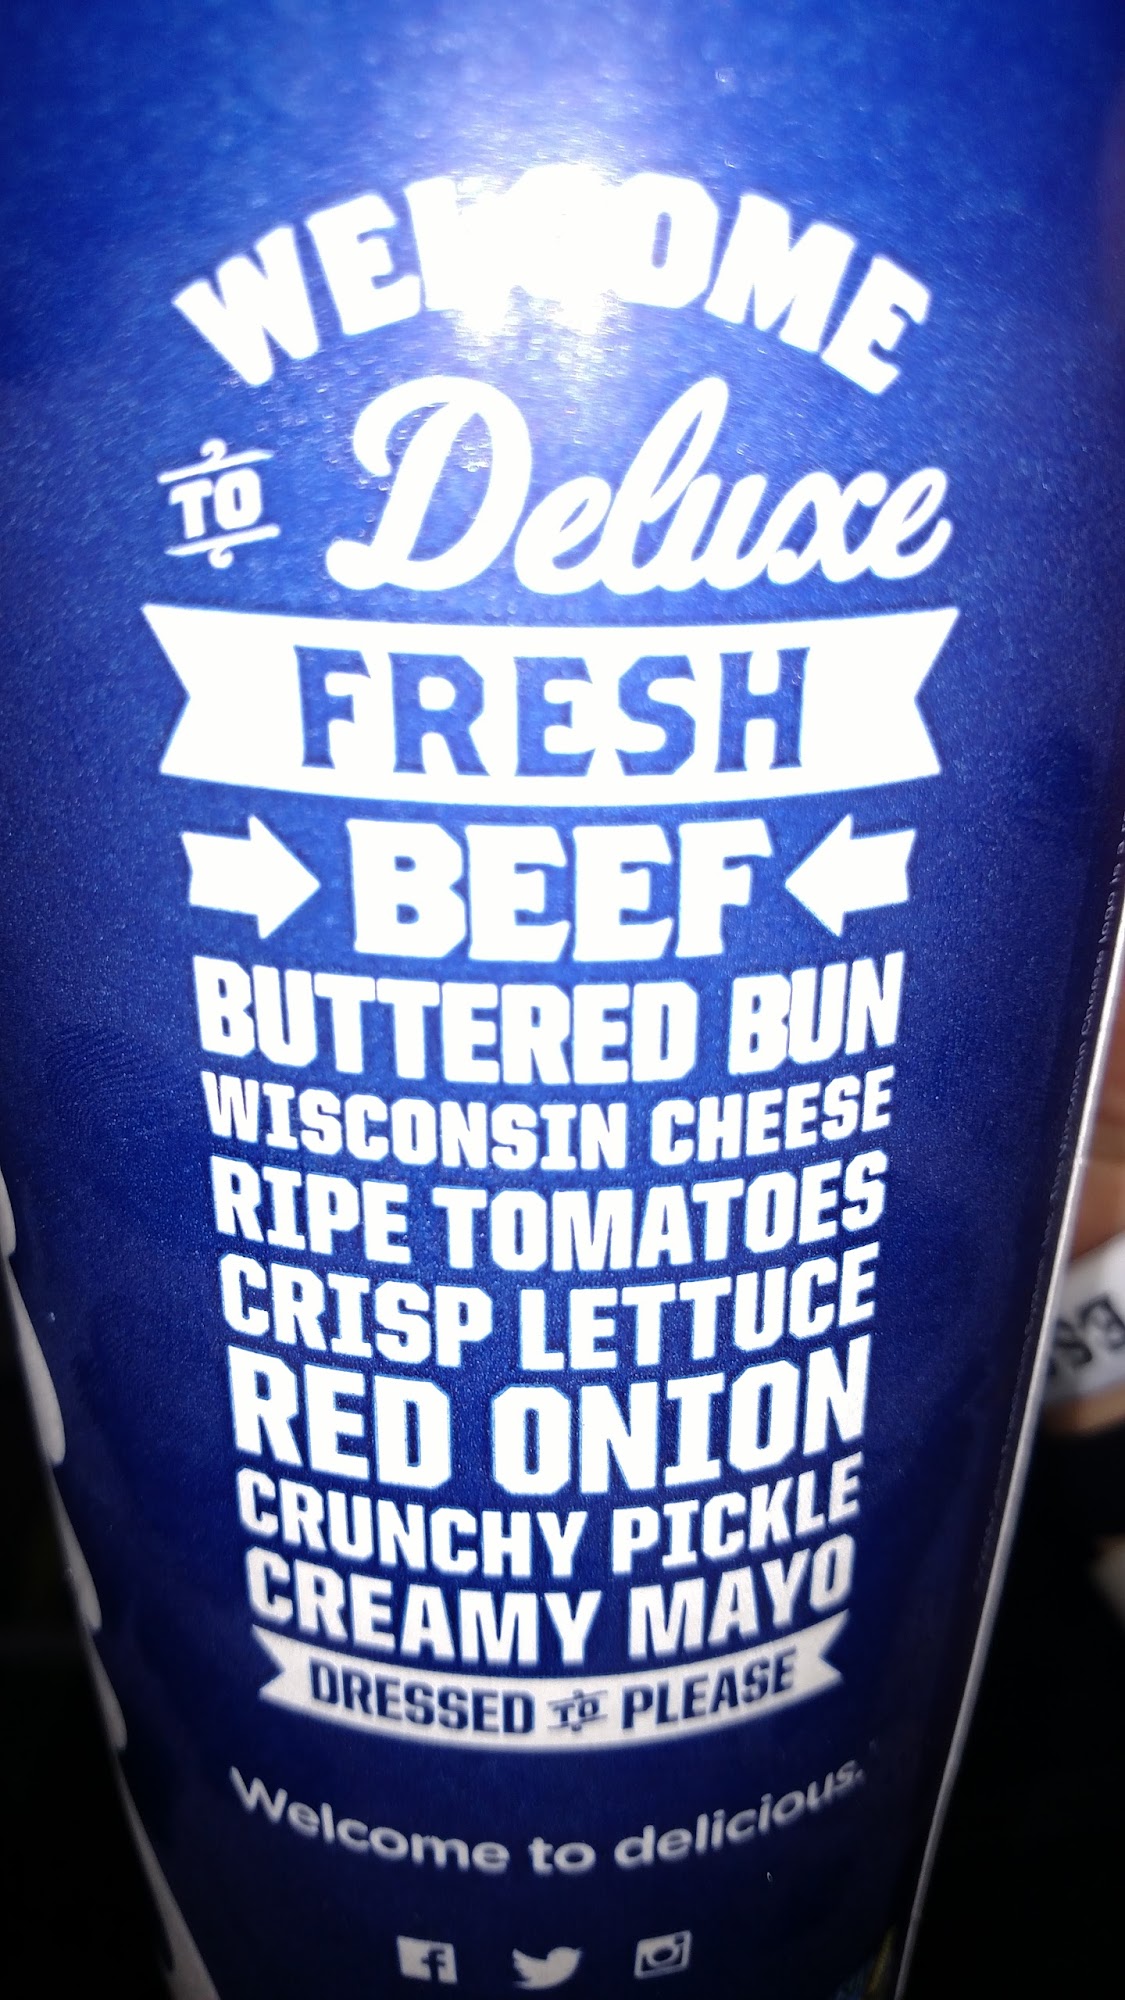 WELCOME
TO Deluxe
FRESH
BEEF
BUTTERED BUN
WISCONSIN CHEESE
RIPE TOMATOES
CRISP LETTUCE
RED ONION
CRUNCHY PICKLE
CREAMY MAYO
DRESSED TO PLEASE
Welcome to delicious.